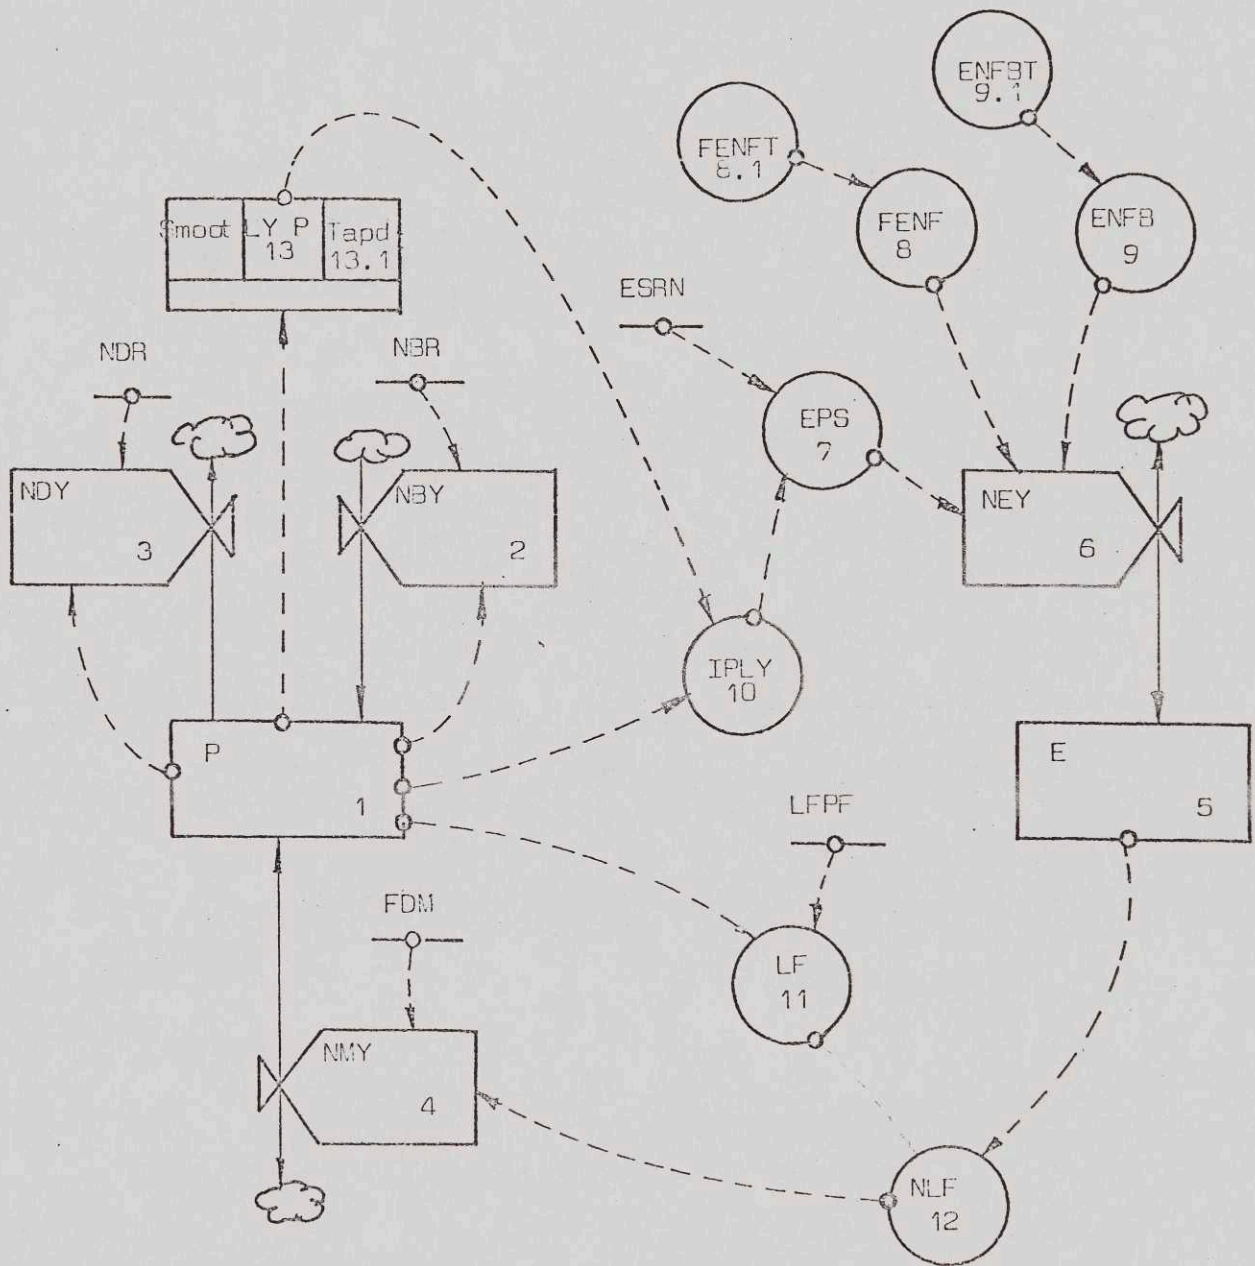 ENFBT
9.1
FENFT
8.1
FENF
8
ENFB
9
Smoot
LY P
13
Tapd
13.1
ESRN
NDR
NBR
EPS
7
NDY
3
NBY
2
NEY
6
IPLY
10
P
1
E
5
LFPF
FDM
LF
11
NMY
4
NLF
12